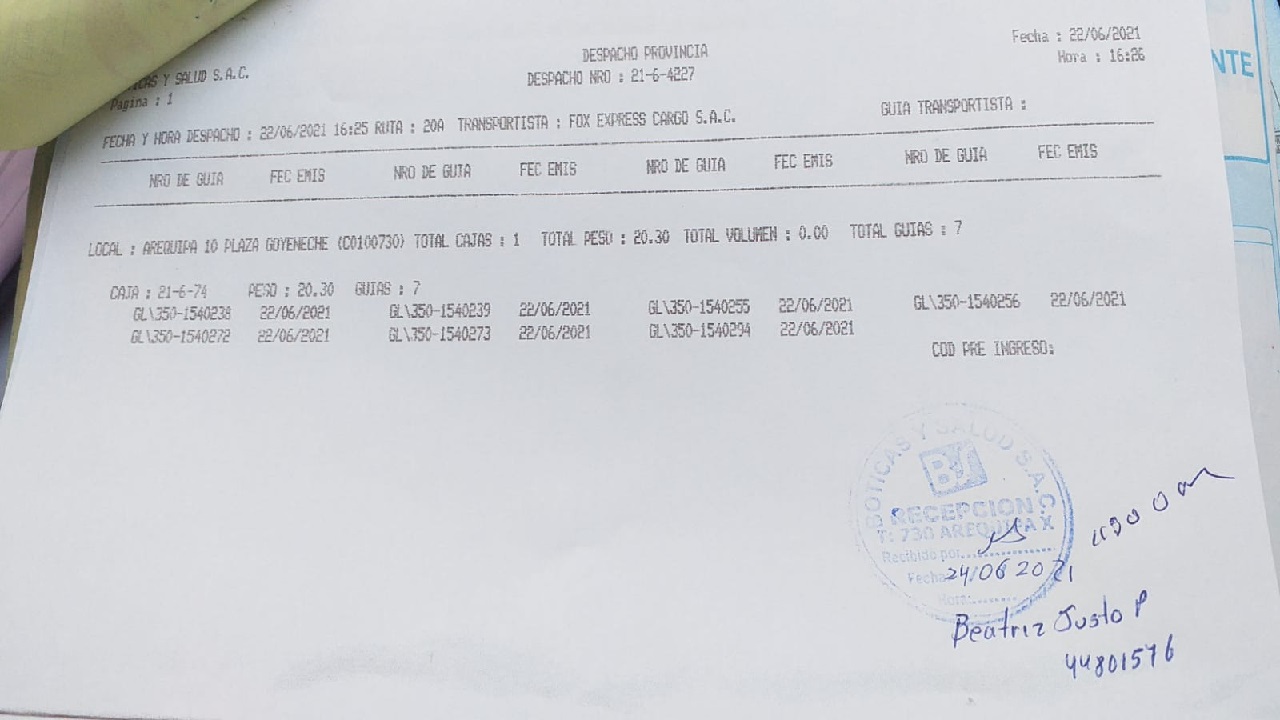 DESPACHO PROVINCIA
Fecha : 22/06/2021
DESPACHO NRO : 21-6-4227
Hora : 16:26
Y SALUD S.A.C.
Pagina : 1
NTE
FECHA Y HORA DESPACHO : 22/06/2021 16:25 RUTA : 20A TRANSPORTISTA : FOX EXPRESS CARGO S.A.C.
GUIA TRANSPORTISTA :
NRO DE GUIA FEC EMIS NRO DE GUIA FEC EMIS NRO DE GUIA FEC EMIS NRO DE GUIA FEC EMIS
LOCAL : AREQUIPA 10 PLAZA GOYENECHE (C0100730) TOTAL CAJAS : 1 TOTAL PESO : 20.30 TOTAL VOLUMEN : 0.00 TOTAL GUIAS : 7
CAJA : 21-6-74 PESO : 20.30 GUIAS : 7
GL\350-1540238 22/06/2021 GL\350-1540239 22/06/2021 GL\350-1540255 22/06/2021 GL\350-1540256 22/06/2021
GL\350-1540272 22/06/2021 GL\350-1540273 22/06/2021 GL\350-1540294 22/06/2021
COD PRE INGRESO:
BOTICAS Y SALUD S.A.C.
BS
RECEPCION
T: 730 AREQUIPA X
Recibido por:
Fecha 24/06 2021
Hora:
Beatriz Justo P
44801576